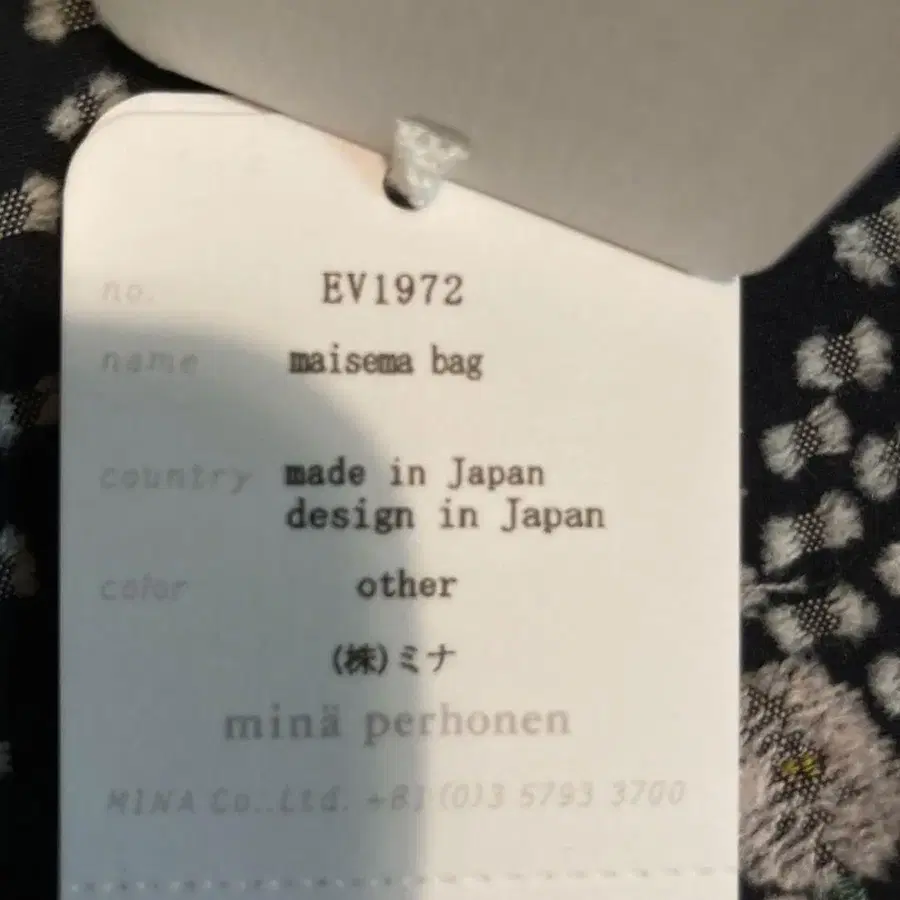 no. EV1972
name maisema bag
country made in Japan
design in Japan
color other
(株)ミナ
minä perhonen
MINA Co.,Ltd. +81(0)3 5793 3700